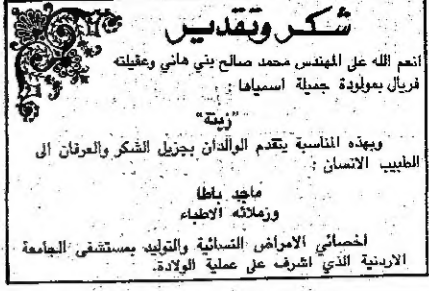 شكر وتقدير
انعم الله على المهندس محمد صالح بني هاني وعقيلته
فريال بمولودة جميلة اسمياها :
"زينة"
وبهذه المناسبة يتقدم الوالدان بجزيل الشكر والعرفان الى
الطبيب الانسان :
ماجد باطا
وزملائه الاطباء
اخصائي الامراض النسائية والتوليد بمستشفى الجامعة
الاردنية الذي اشرف على عملية الولادة.